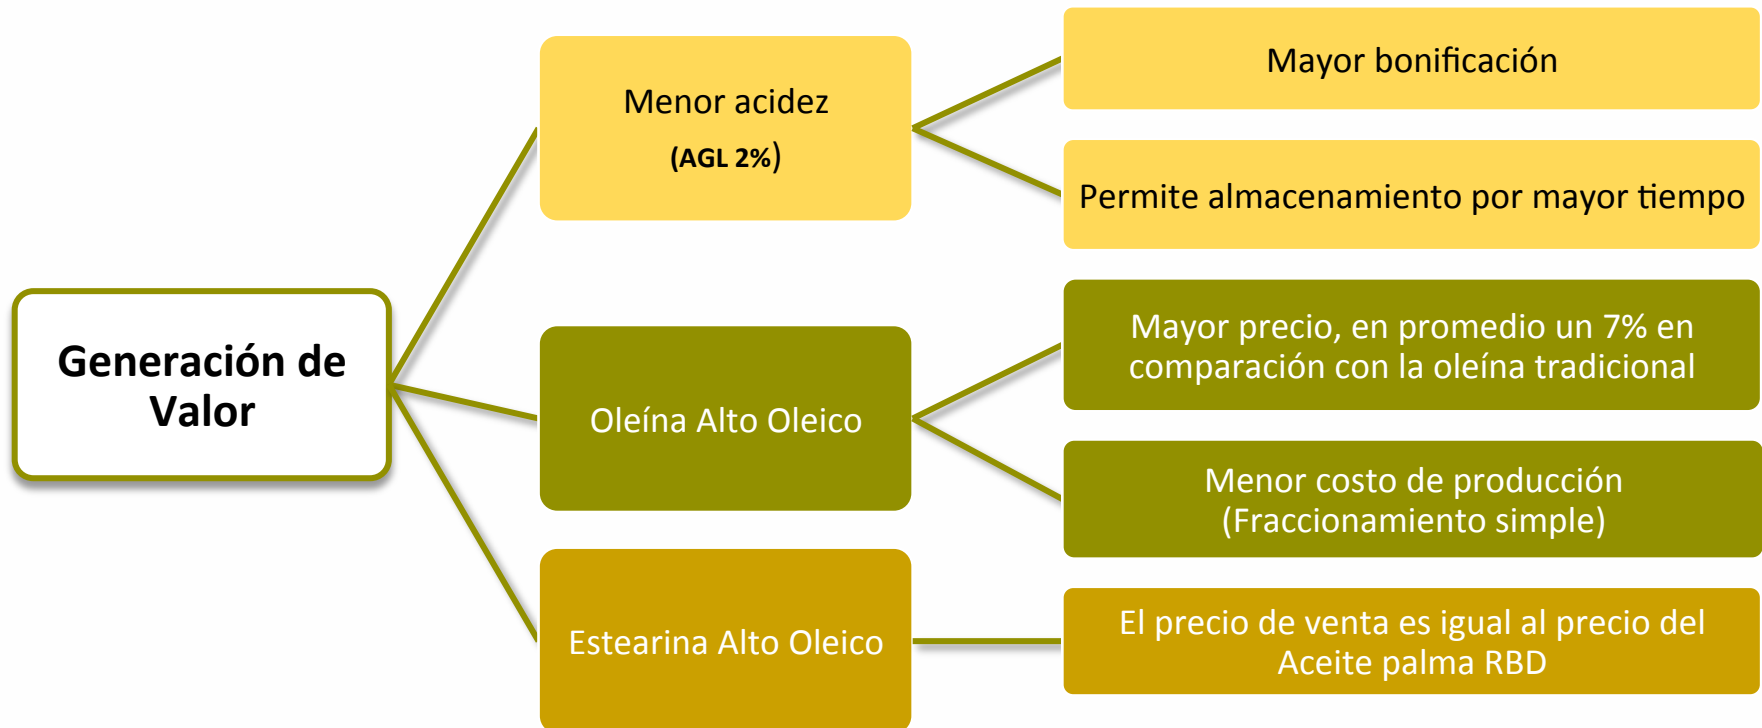 Generación de
Valor
Menor acidez
(AGL 2%)
Mayor bonificación
Permite almacenamiento por mayor tiempo
Oleína Alto Oleico
Mayor precio, en promedio un 7% en
comparación con la oleína tradicional
Menor costo de producción
(Fraccionamiento simple)
Estearina Alto Oleico
El precio de venta es igual al precio del
Aceite palma RBD